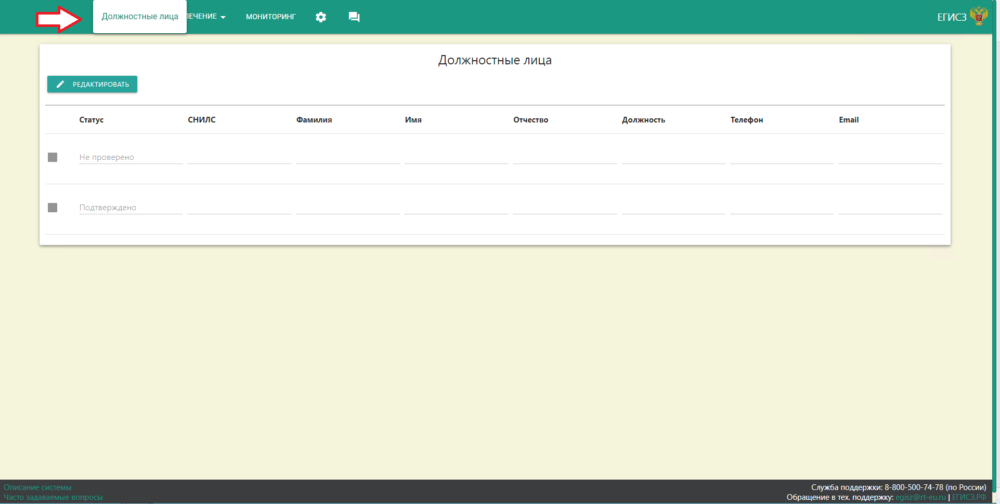 Должностные лица
ЛЕЧЕНИЕ
МОНИТОРИНГ
ЕГИСЗ
Должностные лица
РЕДАКТИРОВАТЬ
Статус СНИЛС Фамилия Имя Отчество Должность Телефон Email
Не проверено
Подтверждено
Описание системы
Часто задаваемые вопросы
Служба поддержки: 8-800-500-74-78 (по России)
Обращение в тех. поддержку: egisz@rt-eu.ru | ЕГИСЗ.РФ